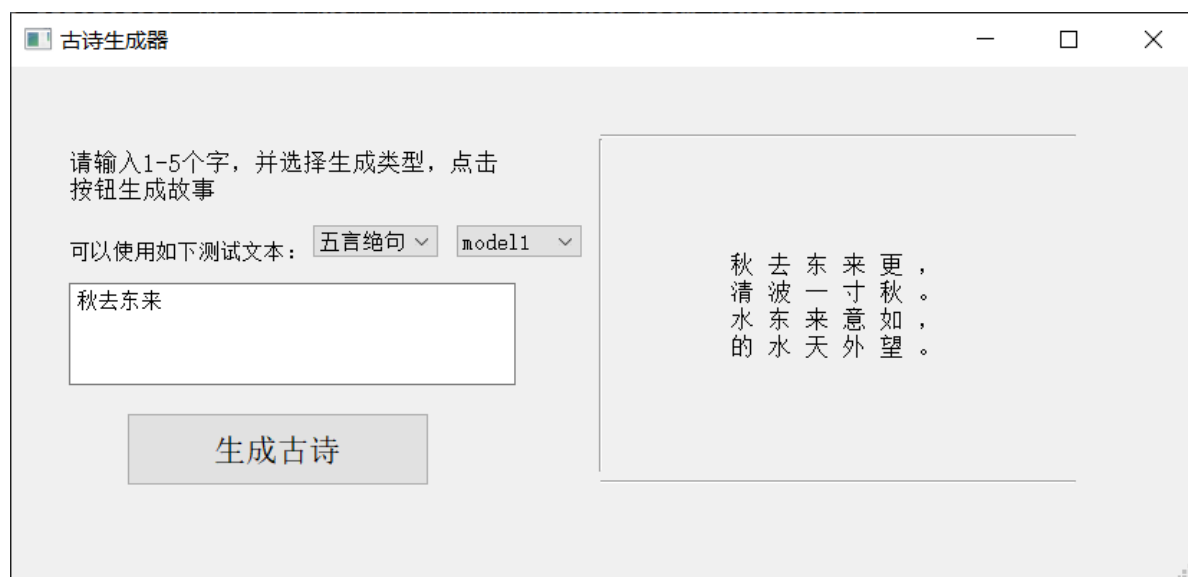 古诗生成器
请输入1-5个字，并选择生成类型，点击
按钮生成故事
可以使用如下测试文本： 五言绝句 model1
秋去东来
生成古诗
秋去东来更，
清波一寸秋。
水东来意如，
的水天外望。